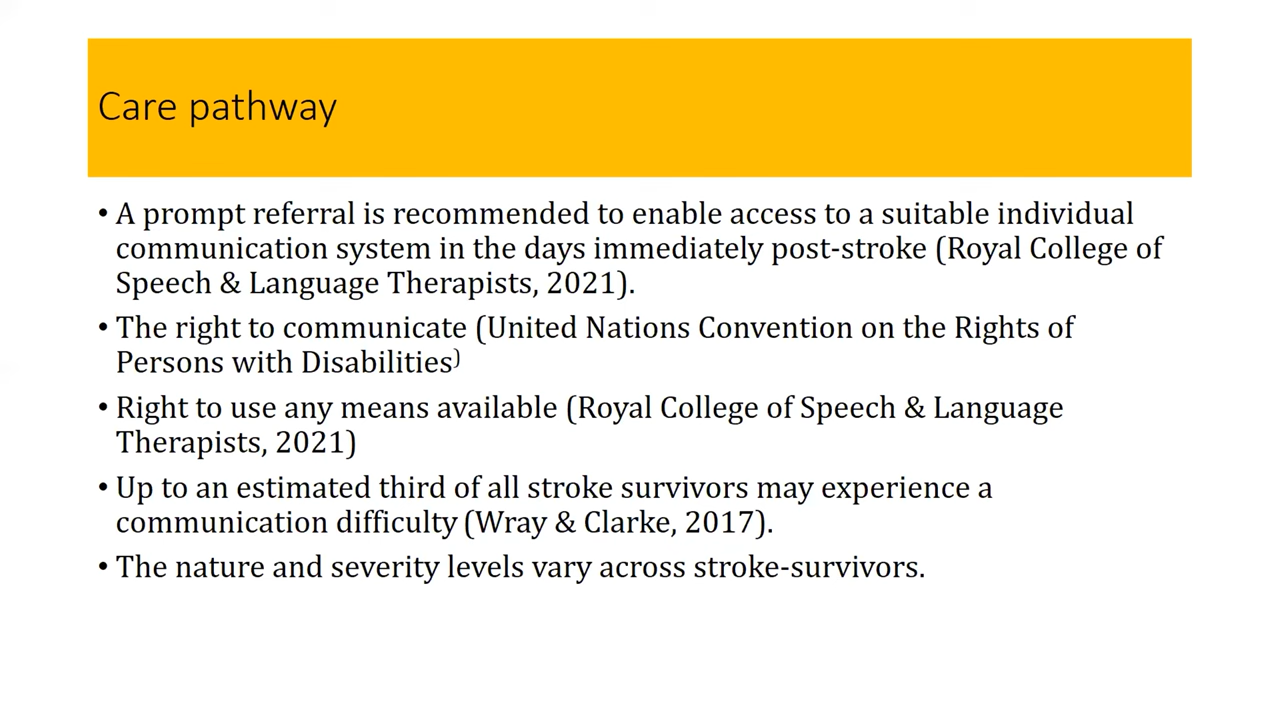 Care pathway
• A prompt referral is recommended to enable access to a suitable individual
communication system in the days immediately post-stroke (Royal College of
Speech & Language Therapists, 2021).
• The right to communicate (United Nations Convention on the Rights of
Persons with Disabilities)
• Right to use any means available (Royal College of Speech & Language
Therapists, 2021)
• Up to an estimated third of all stroke survivors may experience a
communication difficulty (Wray & Clarke, 2017).
• The nature and severity levels vary across stroke-survivors.